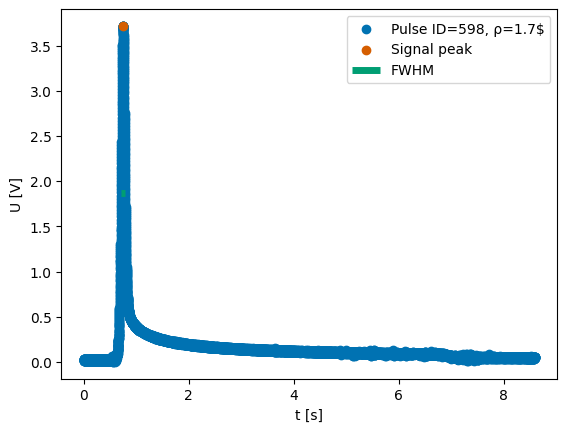 Pulse ID=598, ρ=1.7$
Signal peak
FWHM
3.5
3.0
2.5
2.0
1.5
1.0
0.5
0.0
U [V]
0 2 4 6 8
t [s]